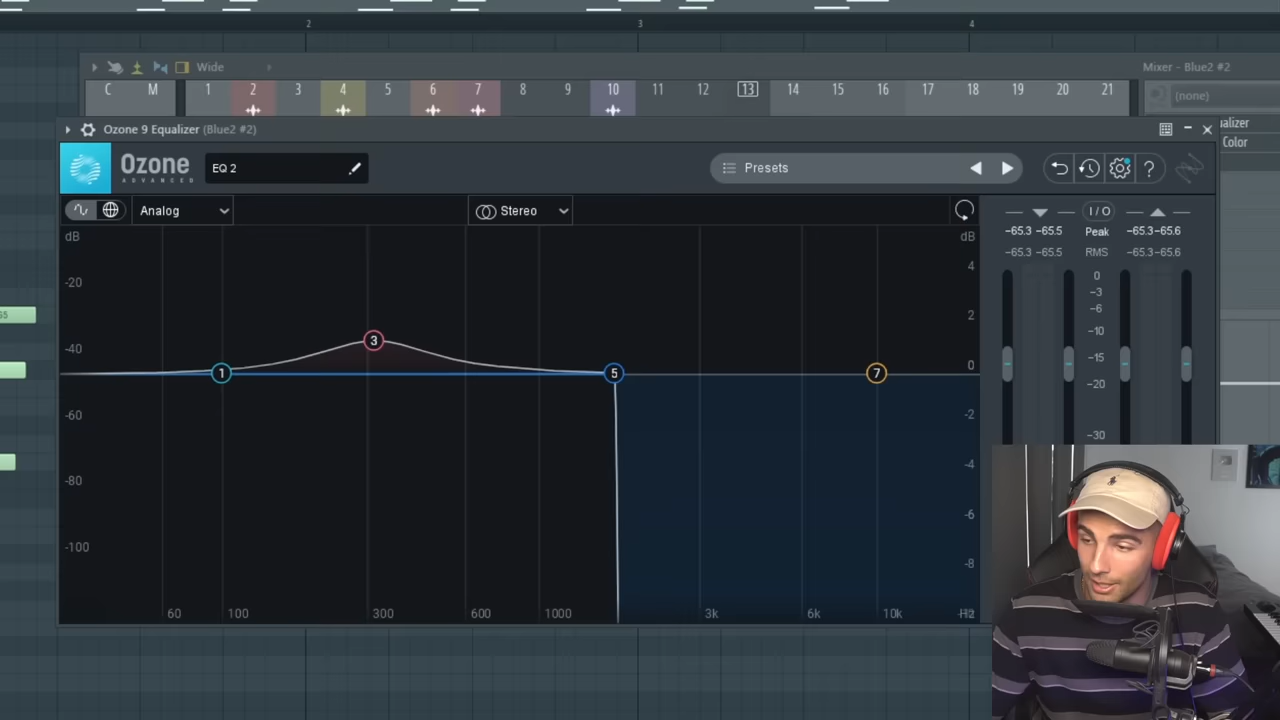 2 3 4
Wide
Mixer - Blue2 #2
C M 1 2 3 4 5 6 7 8 9 10 11 12 13 14 15 16 17 18 19 20 21
(none)
Ozone 9 Equalizer (Blue2 #2)
ualizer
Color
Ozone
ADVANCED
EQ 2
Presets
?
Analog
Stereo
I / O
dB
dB
-65.3 -65.5 Peak -65.3 -65.6
-65.3 -65.5 RMS -65.3 -65.6
-20
4
0
-3
-6
2
-10
-40
3
-15
0
1
5
7
-20
-60
-2
-30
-4
-80
-6
-100
-8
60 100 300 600 1000 3k 6k 10k Hz